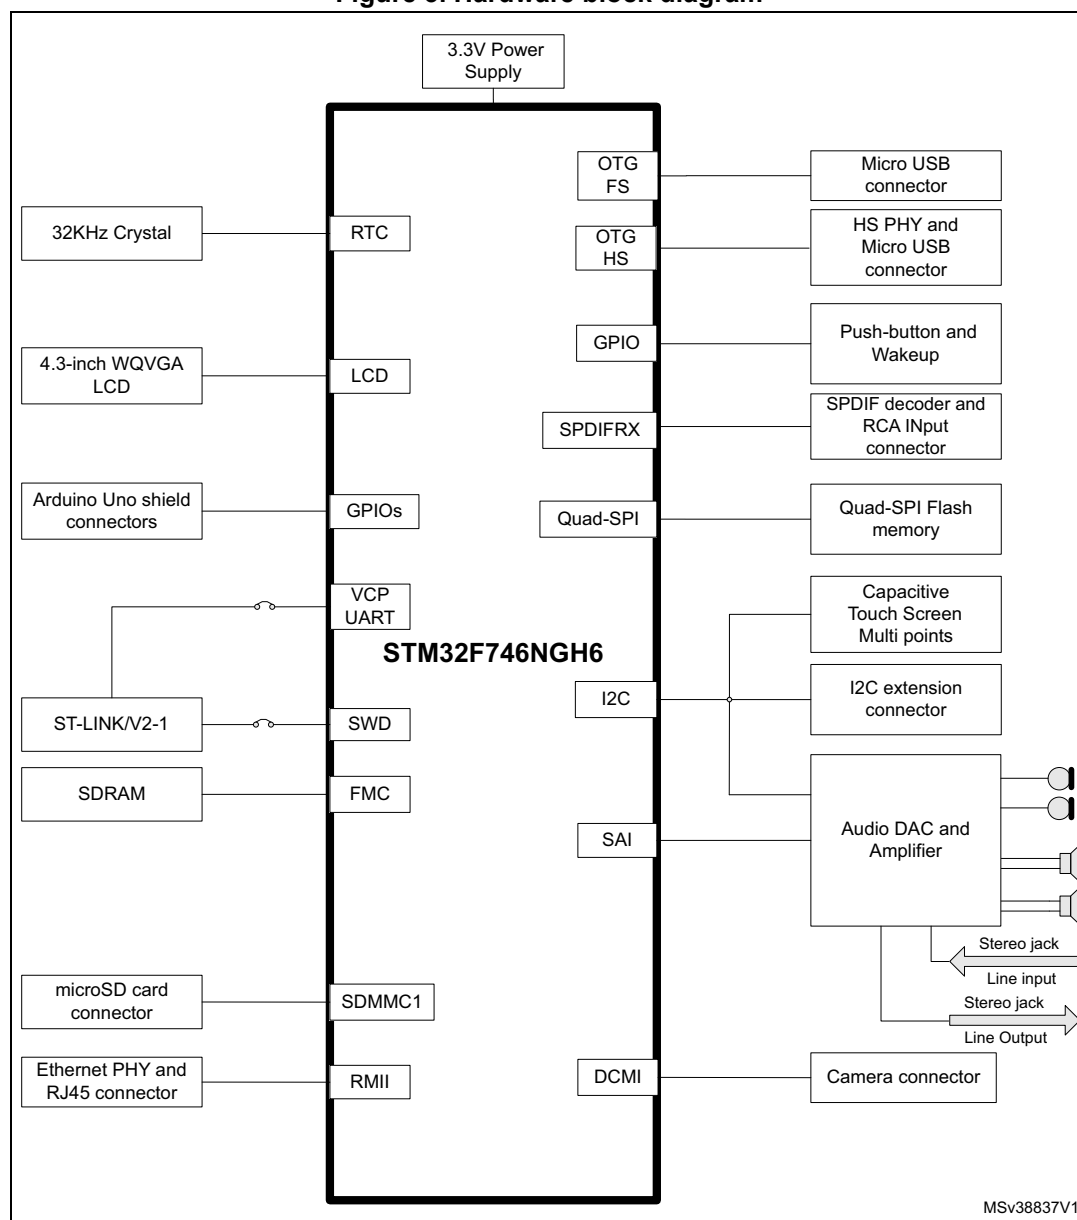 3.3V Power
Supply
OTG
FS
Micro USB
connector
32KHz Crystal
RTC
OTG
HS
HS PHY and
Micro USB
connector
GPIO
Push-button and
Wakeup
4.3-inch WQVGA
LCD
LCD
SPDIFRX
SPDIF decoder and
RCA INput
connector
Arduino Uno shield
connectors
GPIOs
Quad-SPI
Quad-SPI Flash
memory
VCP
UART
Capacitive
Touch Screen
Multi points
STM32F746NGH6
I2C
I2C extension
connector
ST-LINK/V2-1
SWD
SDRAM
FMC
SAI
Audio DAC and
Amplifier
Stereo jack
Line input
Stereo jack
Line Output
microSD card
connector
SDMMC1
Ethernet PHY and
RJ45 connector
RMII
DCMI
Camera connector
MSv38837V1